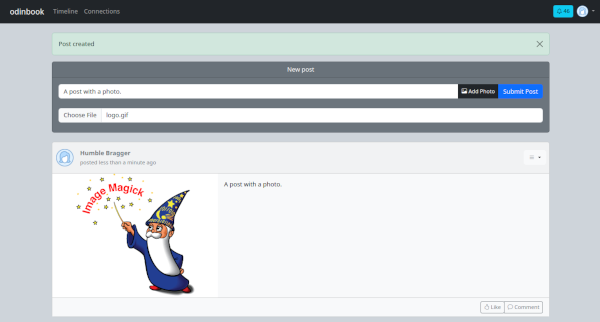 odinbook Timeline Connections 46
Post created
New post
A post with a photo. Add Photo Submit Post
Choose File logo.gif
Humble Bragger
posted less than a minute ago
Image Magick
A post with a photo.
Like Comment